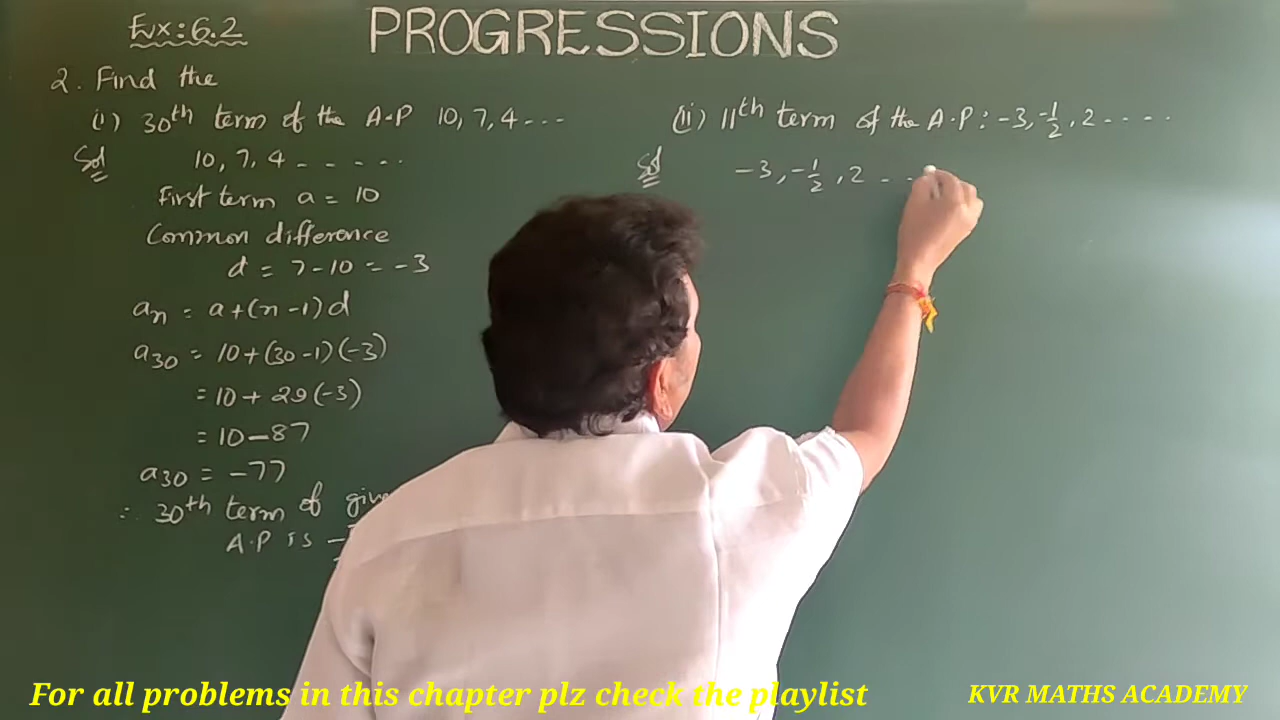 Ex:6.2
PROGRESSIONS
2. Find the
(i) 30th term of the A.P 10, 7, 4 ...
Sol 10, 7, 4 - - - - - ..
First term a = 10
Common difference
d = 7-10 = -3
an = a+(n-1)d
a30 = 10+(30-1)(-3)
= 10+ 29(-3)
= 10-87
a30 = -77
∴ 30th term of
A.P is
(ii) 11th term of the A.P: -3, -1/2, 2 ....
Sol -3, -1/2, 2 - -
For all problems in this chapter plz check the playlist
KVR MATHS ACADEMY